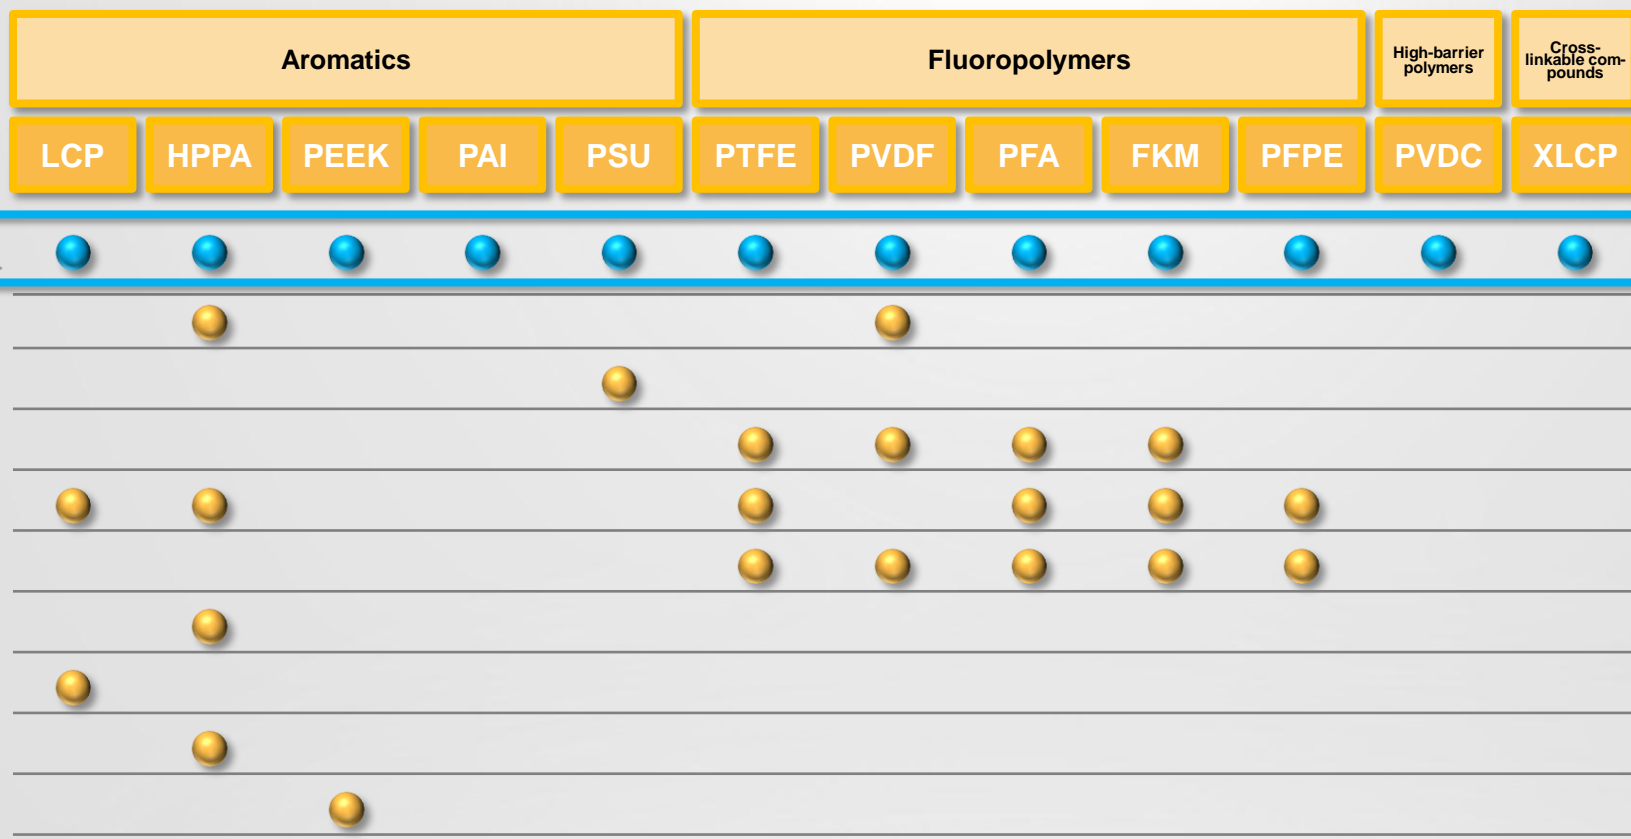 Aromatics
Fluoropolymers
High-barrier
polymers
Cross-
linkable com-
pounds
LCP
HPPA
PEEK
PAI
PSU
PTFE
PVDF
PFA
FKM
PFPE
PVDC
XLCP